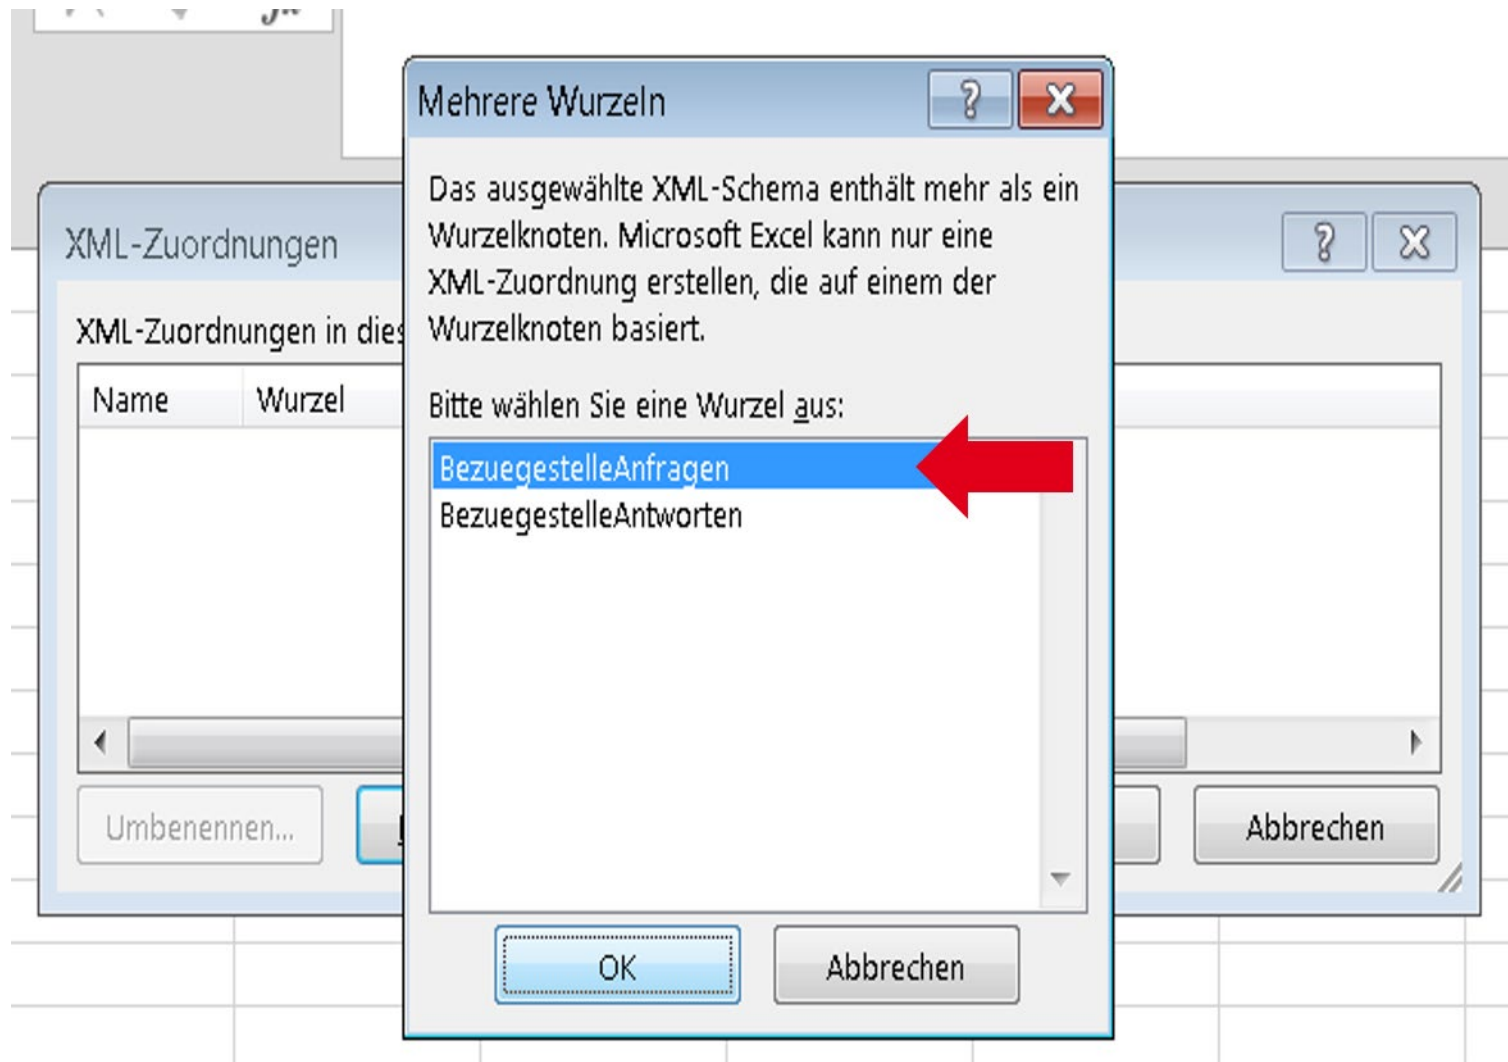 Mehrere Wurzeln
Das ausgewählte XML-Schema enthält mehr als ein
Wurzelknoten. Microsoft Excel kann nur eine
XML-Zuordnung erstellen, die auf einem der
Wurzelknoten basiert.
Bitte wählen Sie eine Wurzel aus:
BezuegestelleAnfragen
BezuegestelleAntworten
OK
Abbrechen
XML-Zuordnungen
XML-Zuordnungen in
Name
Wurzel
Umbenennen...
Abbrechen